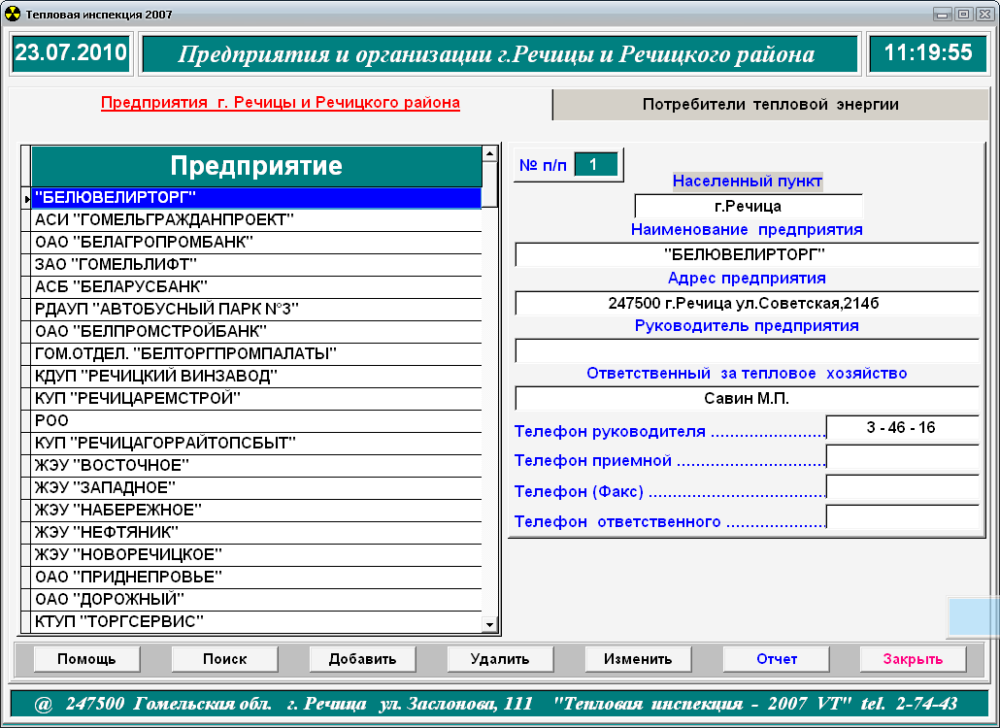 Тепловая инспекция 2007
23.07.2010
Предприятия и организации г.Речицы и Речицкого района
11:19:55
Предприятия г. Речицы и Речицкого района
Потребители тепловой энергии
Предприятие
"БЕЛЮВЕЛИРТОРГ"
АСИ "ГОМЕЛЬГРАЖДАНПРОЕКТ"
ОАО "БЕЛАГРОПРОМБАНК"
ЗАО "ГОМЕЛЬЛИФТ"
АСБ "БЕЛАРУСБАНК"
РДАУП "АВТОБУСНЫЙ ПАРК N°3"
ОАО "БЕЛПРОМСТРОЙБАНК"
ГОМ.ОТДЕЛ. "БЕЛТОРГПРОМПАЛАТЫ"
КДУП "РЕЧИЦКИЙ ВИНЗАВОД"
КУП "РЕЧИЦАРЕМСТРОЙ"
РОО
КУП "РЕЧИЦАГОРРАЙТОПСБЫТ"
ЖЭУ "ВОСТОЧНОЕ"
ЖЭУ "ЗАПАДНОЕ"
ЖЭУ "НАБЕРЕЖНОЕ"
ЖЭУ "НЕФТЯНИК"
ЖЭУ "НОВОРЕЧИЦКОЕ"
ОАО "ПРИДНЕПРОВЬЕ"
ОАО "ДОРОЖНЫЙ"
КТУП "ТОРГСЕРВИС"
№ п/п 1
Населенный пункт
г.Речица
Наименование предприятия
"БЕЛЮВЕЛИРТОРГ"
Адрес предприятия
247500 г.Речица ул.Советская,214б
Руководитель предприятия
Ответственный за тепловое хозяйство
Савин М.П.
Телефон руководителя ...................... 3 - 46 - 16
Телефон приемной ............................
Телефон (Факс) .................................
Телефон ответственного ...................
Помощь
Поиск
Добавить
Удалить
Изменить
Отчет
Закрыть
@ 247500 Гомельская обл. г. Речица ул. Заслонова, 111 "Тепловая инспекция - 2007 VT" tel. 2-74-43